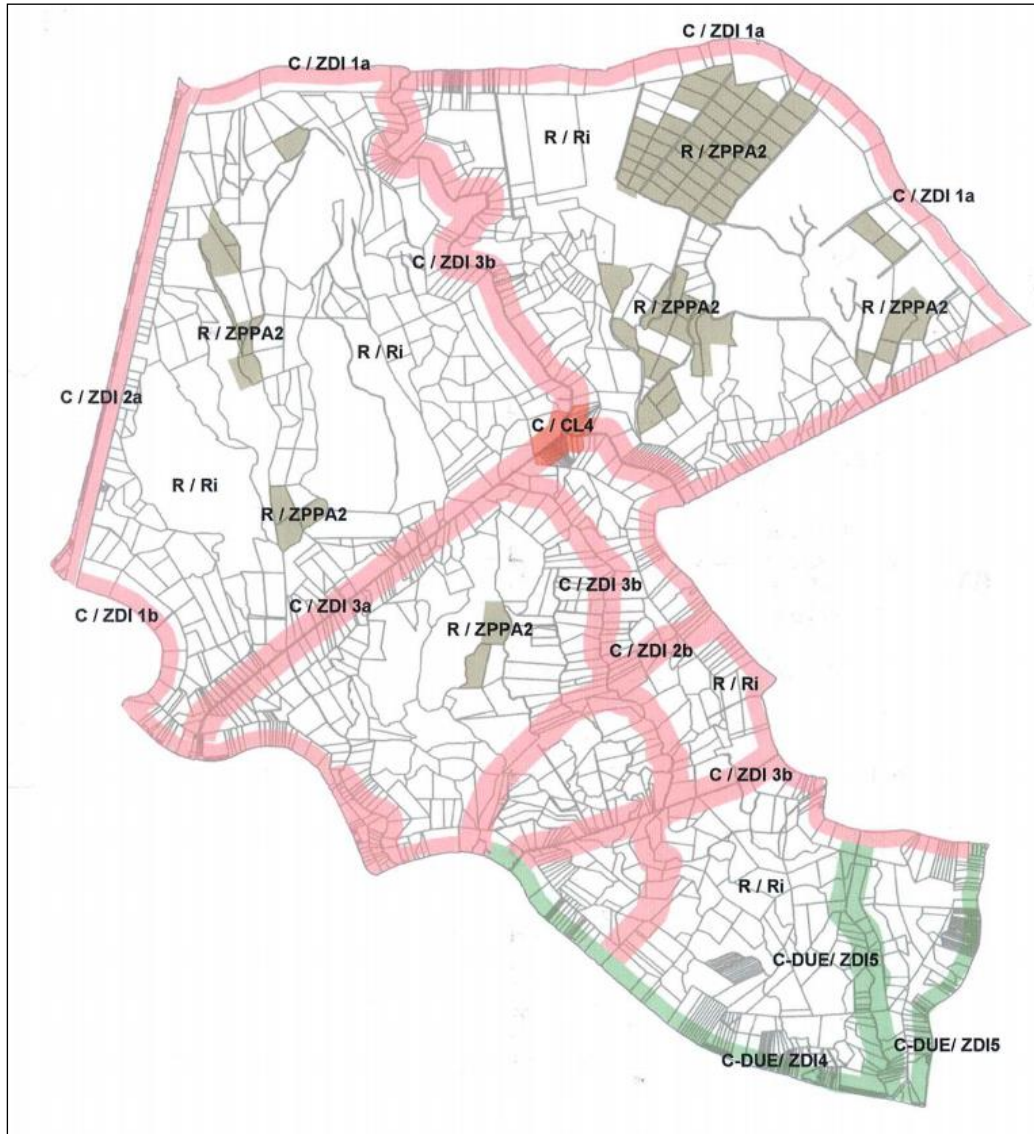 C / ZDI 1a
C / ZDI 1a
R / Ri
R / ZPPA2
C / ZDI 1a
C / ZDI 3b
R / ZPPA2
R / ZPPA2
R / ZPPA2
R / Ri
C / ZDI 2a
C / CL4
R / Ri
R / ZPPA2
C / ZDI 3b
C / ZDI 1b
C / ZDI 3a
R / ZPPA2
C / ZDI 2b
R / Ri
C / ZDI 3b
R / Ri
C-DUE/ ZDI5
C-DUE/ ZDI4
C-DUE/ ZDI5